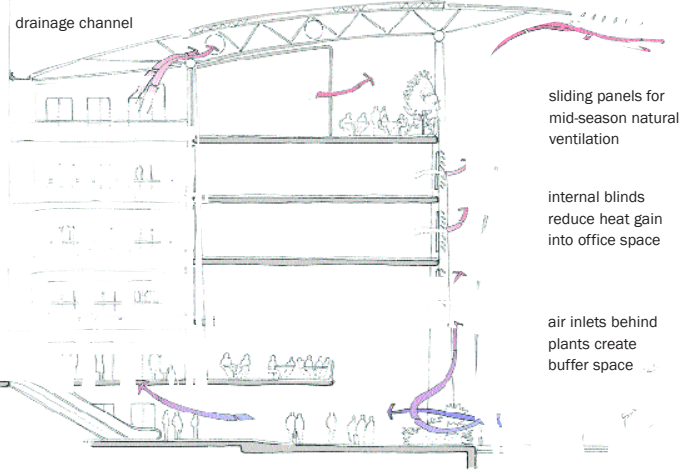 drainage channel
sliding panels for
mid-season natural
ventilation
internal blinds
reduce heat gain
into office space
air inlets behind
plants create
buffer space